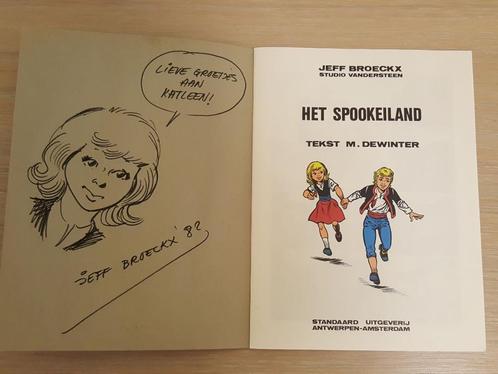 LIEVE GROETJES
AAN
KATLEEN!
JEFF BROECKX '82
JEFF BROECKX
STUDIO VANDERSTEEN
HET SPOOKEILAND
TEKST M. DEWINTER
STANDAARD UITGEVERIJ
ANTWERPEN-AMSTERDAM